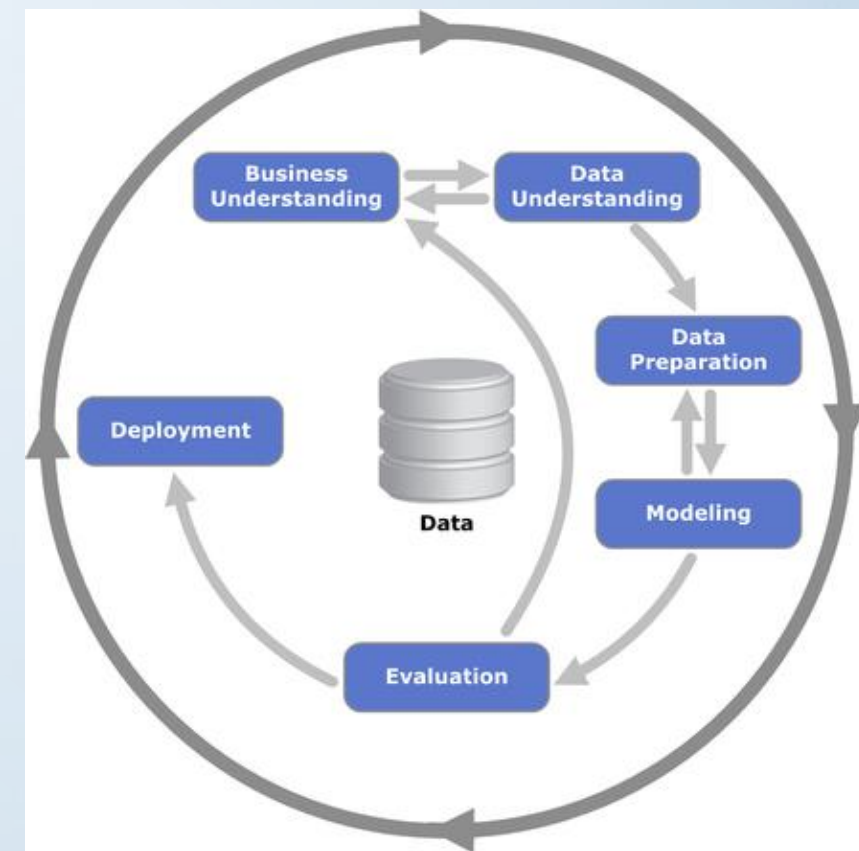 Business
Understanding
Data
Understanding
Data
Preparation
Deployment
Data
Modeling
Evaluation